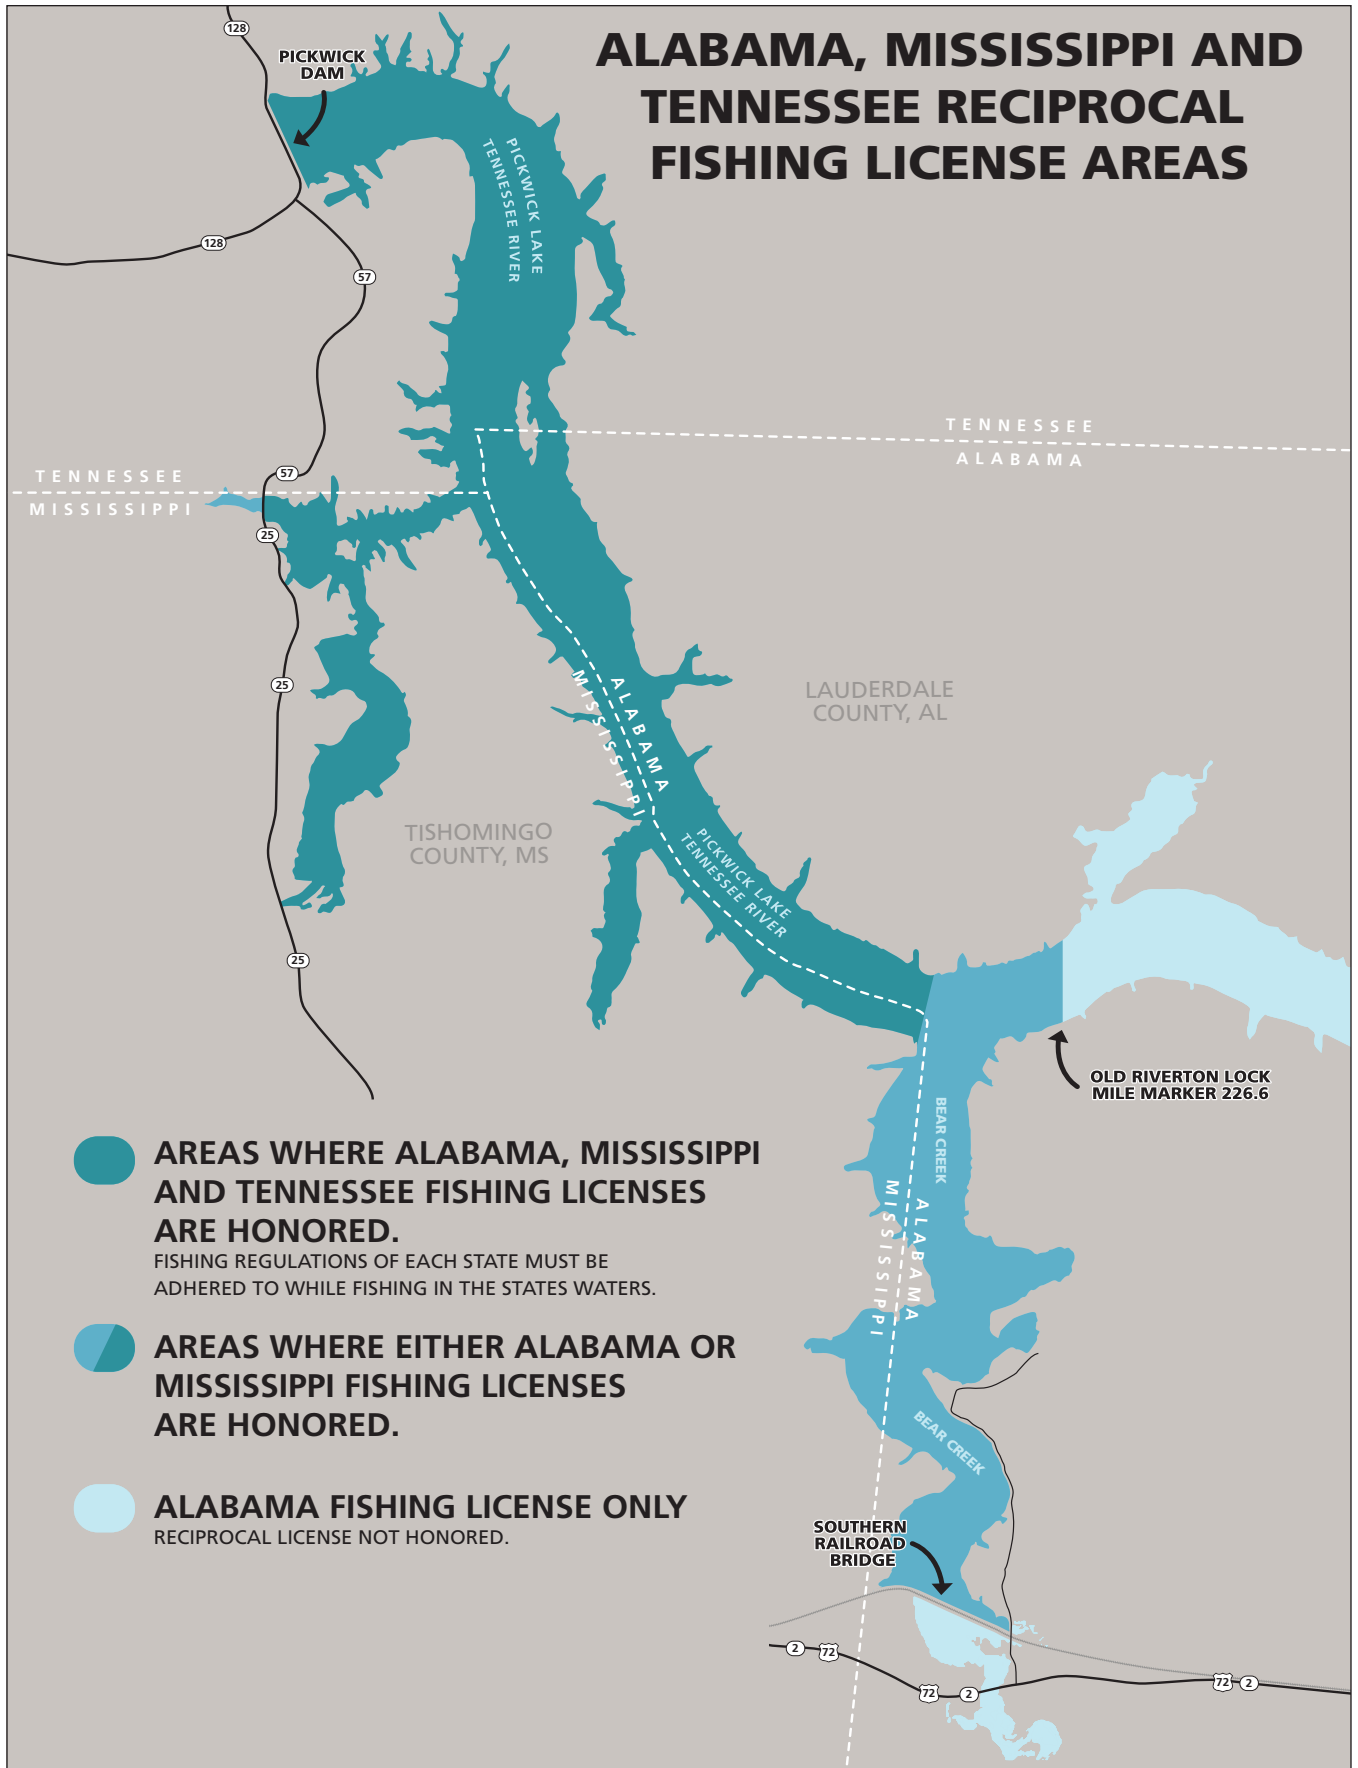 ALABAMA, MISSISSIPPI AND
TENNESSEE RECIPROCAL
FISHING LICENSE AREAS
128
PICKWICK
DAM
PICKWICK LAKE
TENNESSEE RIVER
128
57
TENNESSEE
ALABAMA
TENNESSEE
57
MISSISSIPPI
25
25
ALABAMA
MISSISSIPPI
LAUDERDALE
COUNTY, AL
TISHOMINGO
COUNTY, MS
PICKWICK LAKE
TENNESSEE RIVER
25
OLD RIVERTON LOCK
MILE MARKER 226.6
BEAR CREEK
ALABAMA
MISSISSIPPI
AREAS WHERE ALABAMA, MISSISSIPPI
AND TENNESSEE FISHING LICENSES
ARE HONORED.
FISHING REGULATIONS OF EACH STATE MUST BE
ADHERED TO WHILE FISHING IN THE STATES WATERS.
AREAS WHERE EITHER ALABAMA OR
MISSISSIPPI FISHING LICENSES
ARE HONORED.
BEAR CREEK
ALABAMA FISHING LICENSE ONLY
RECIPROCAL LICENSE NOT HONORED.
SOUTHERN
RAILROAD
BRIDGE
2
72
72
2
72
2